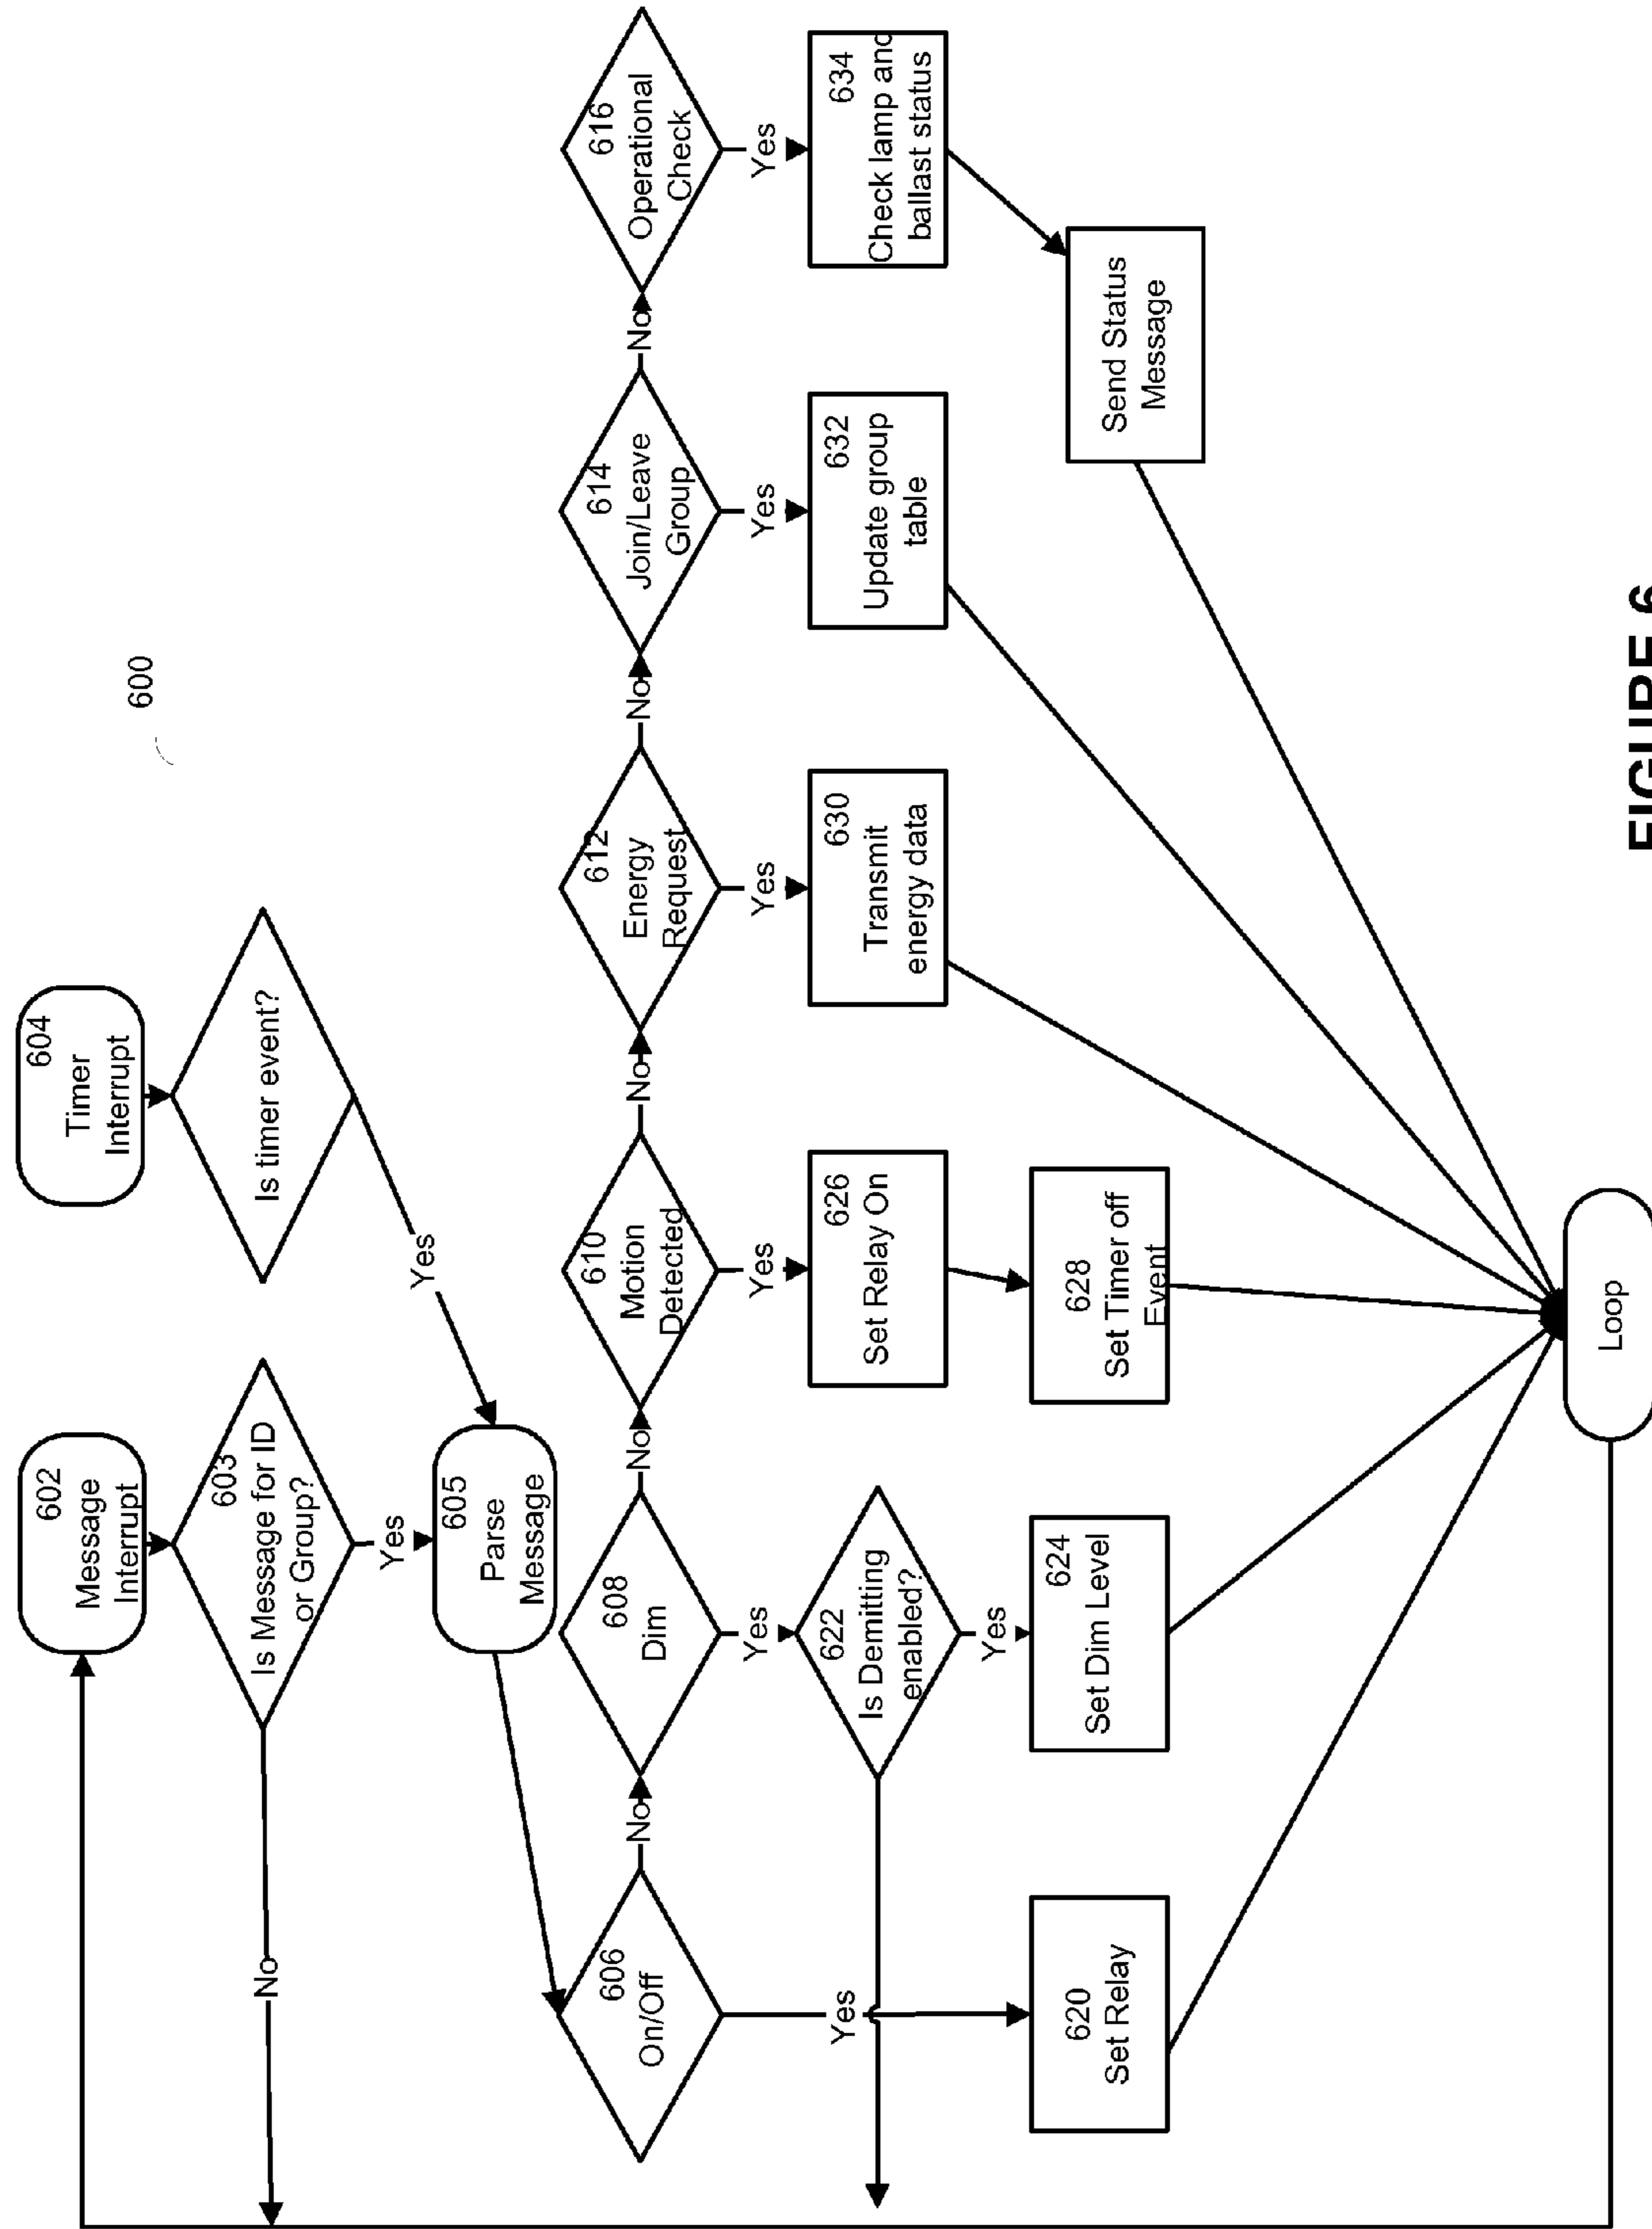 600
602
Message
Interrupt
604
Timer
Interrupt
603
Is Message for ID
or Group?
Is timer event?
No
Yes
Yes
605
Parse
Message
606
On/Off
No
608
Dim
No
610
Motion
Detected
No
612
Energy
Request
No
614
Join/Leave
Group
No
616
Operational
Check
Yes
Yes
Yes
Yes
Yes
Yes
622
Is Demitting
enabled?
626
Set Relay On
630
Transmit
energy data
632
Update group
table
634
Check lamp and
ballast status
Yes
620
Set Relay
624
Set Dim Level
628
Set Timer off
Event
Send Status
Message
Loop
FIGURE 6